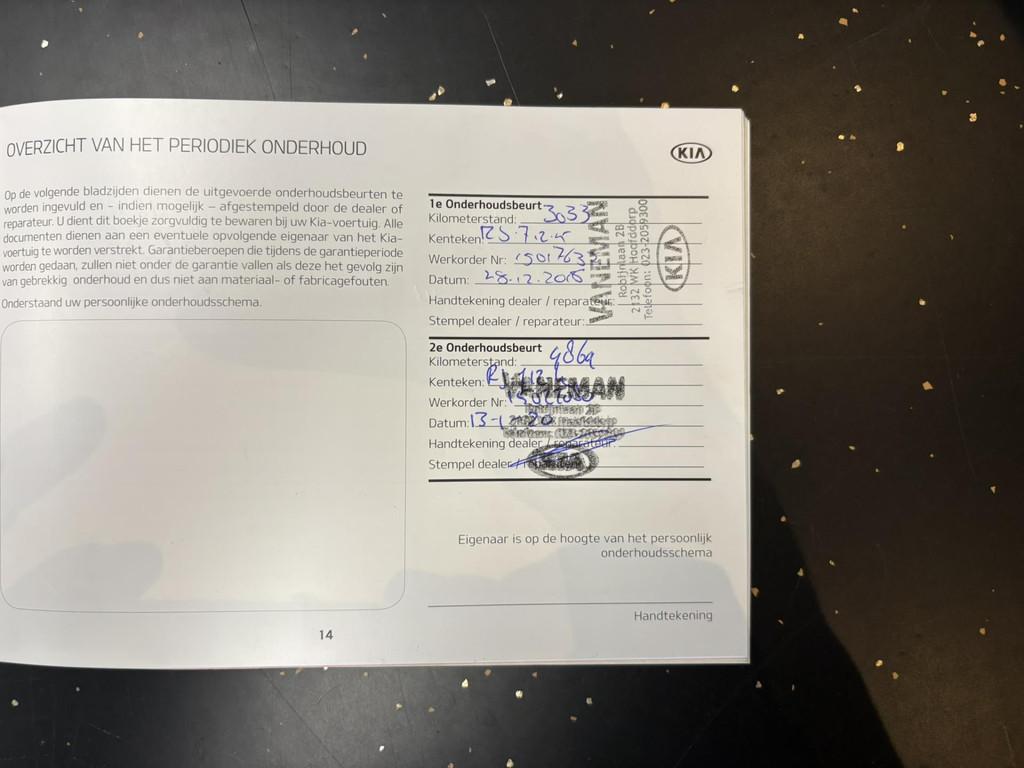 OVERZICHT VAN HET PERIODIEK ONDERHOUD
KIA
Op de volgende bladzijden dienen de uitgevoerde onderhoudsbeurten te
worden ingevuld en - indien mogelijk – afgestempeld door de dealer of
reparateur. U dient dit boekje zorgvuldig te bewaren bij uw Kia-voertuig. Alle
documenten dienen aan een eventuele opvolgende eigenaar van het Kia-
voertuig te worden verstrekt. Garantieberoepen die tijdens de garantieperiode
worden gedaan, zullen niet onder de garantie vallen als deze het gevolg zijn
van gebrekkig onderhoud en dus niet aan materiaal- of fabricagefouten.
Onderstaand uw persoonlijke onderhoudsschema.
1e Onderhoudsbeurt
Kilometerstand: 3033
Kenteken:
Werkorder Nr:
Datum: 28.12.2015
Handtekening dealer / reparateur:
Stempel dealer / reparateur:
VANEMAN
Robijnlaan 2B
2132 WK Hoofddorp
Telefoon: 023-2059300
KIA
2e Onderhoudsbeurt
Kilometerstand:
Kenteken:
Werkorder Nr:
Datum:
Handtekening dealer / reparateur:
Stempel dealer / reparateur:
VANEMAN
Eigenaar is op de hoogte van het persoonlijk
onderhoudsschema
Handtekening
14